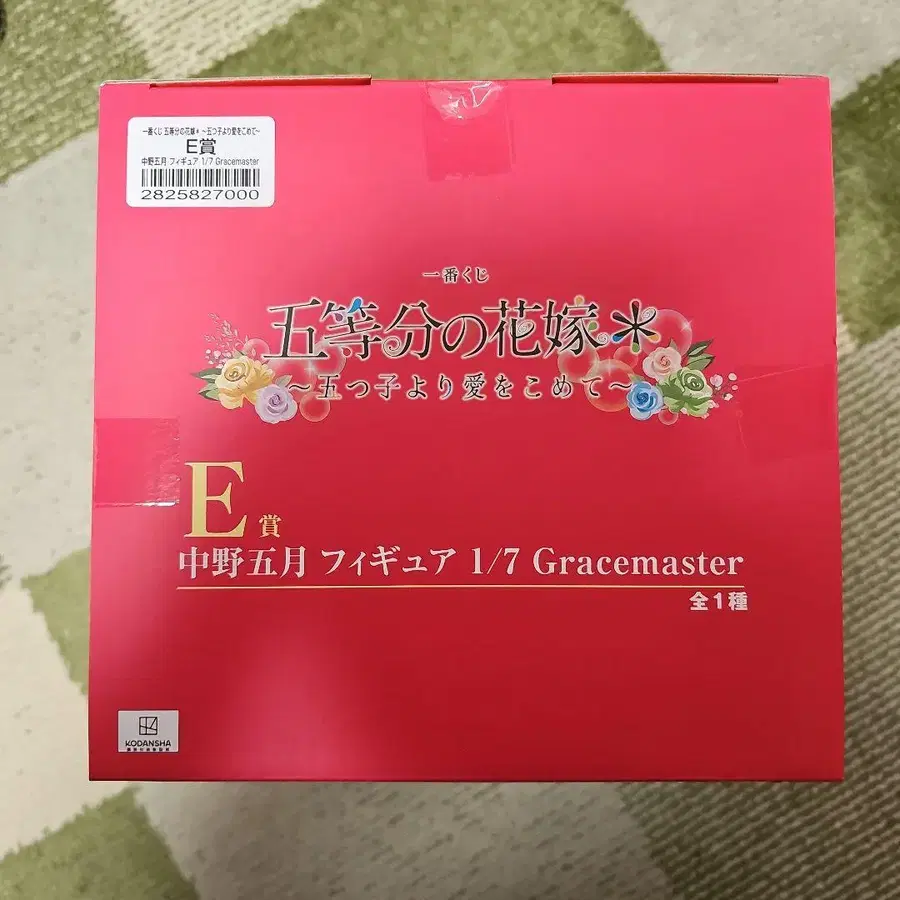 一番くじ 五等分の花嫁＊ ～五つ子より愛をこめて～
E賞
中野五月 フィギュア 1/7 Gracemaster
2825827000
一番くじ
五等分の花嫁＊
～五つ子より愛をこめて～
E賞
中野五月 フィギュア 1/7 Gracemaster
全1種
KODANSHA